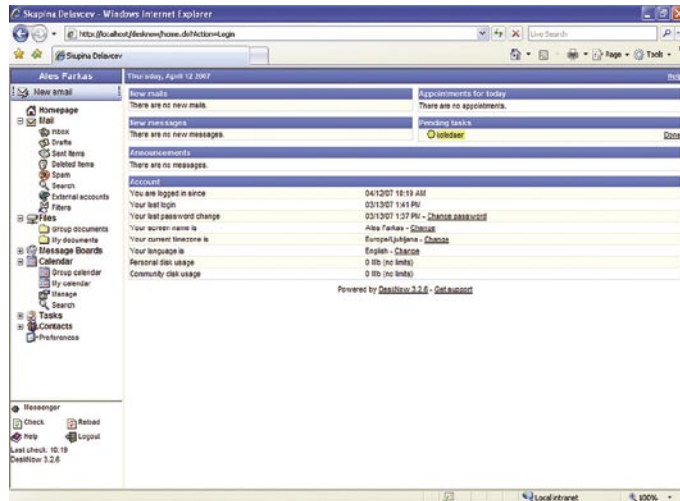 Skupina Delavcev - Windows Internet Explorer
http://localhost/desknow/home.do?Action=Login
Live Search
Skupina Delavcev
Page
Tools
Ales Farkas
Thursday, April 12 2007
Help
New email
Homepage
Mail
Inbox
Drafts
Sent items
Deleted items
Spam
Search
External accounts
Filters
Files
Group documents
My documents
Message Boards
Calendar
Group calendar
My calendar
Manage
Search
Tasks
Contacts
Preferences
New mails
There are no new mails.
Appointments for today
There are no appointments.
New messages
There are no new messages.
Pending tasks
koledaer
Done
Announcements
There are no messages.
Account
You are logged in since 04/12/07 10:19 AM
Your last login 03/13/07 1:41 PM
Your last password change 03/13/07 1:37 PM - Change password
Your screen name is Ales Farkas - Change
Your current timezone is Europe/Ljubljana - Change
Your language is English - Change
Personal disk usage 0 Mb (no limits)
Community disk usage 0 Mb (no limits)
Powered by DeskNow 3.2.6 - Get support
Messenger
Check Reload
Help Logout
Last check: 10:19
DeskNow 3.2.6
Local intranet
100%